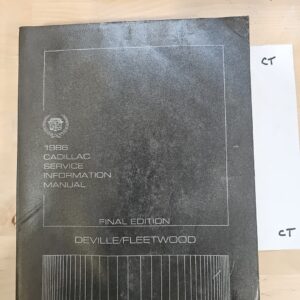 1986
CADILLAC
SERVICE
INFORMATION
MANUAL
FINAL EDITION
DEVILLE/FLEETWOOD
CT
CT